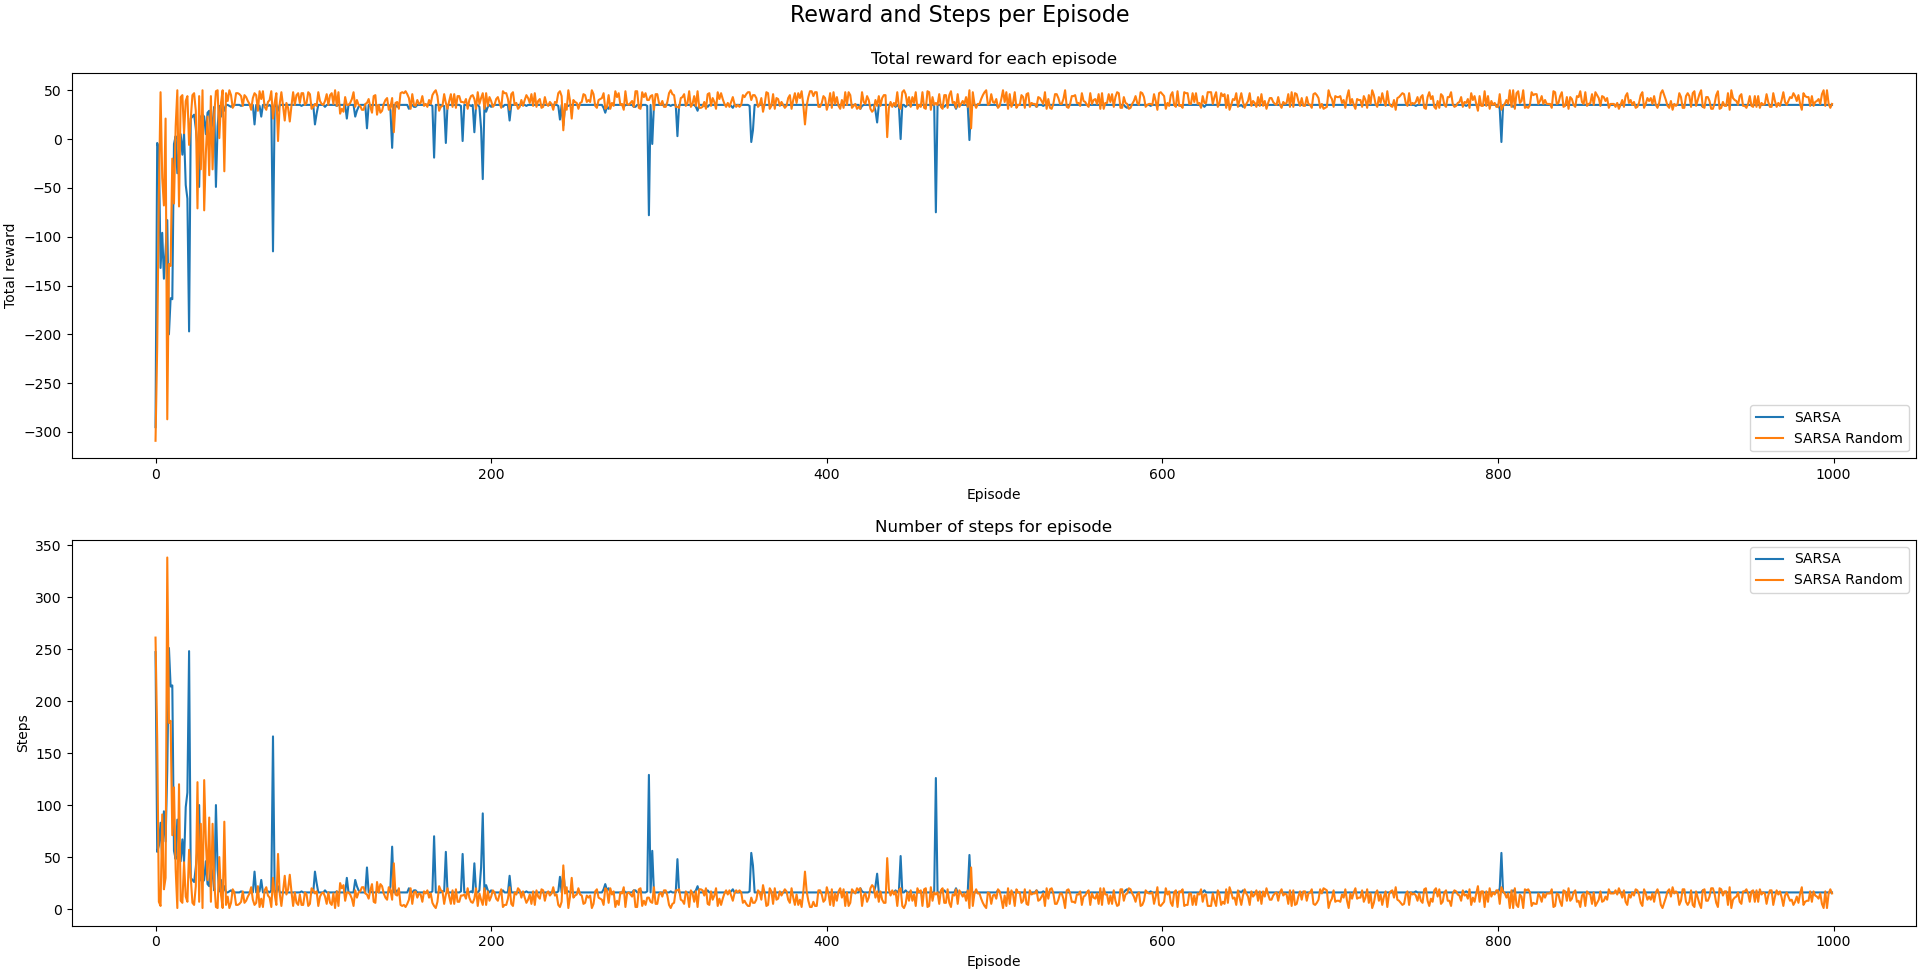 Reward and Steps per Episode
Total reward for each episode
50
0
−50
−100
−150
−200
−250
−300
Total reward
SARSA
SARSA Random
0
200
400
600
800
1000
Episode
Number of steps for episode
350
300
250
200
150
100
50
0
Steps
SARSA
SARSA Random
0
200
400
600
800
1000
Episode